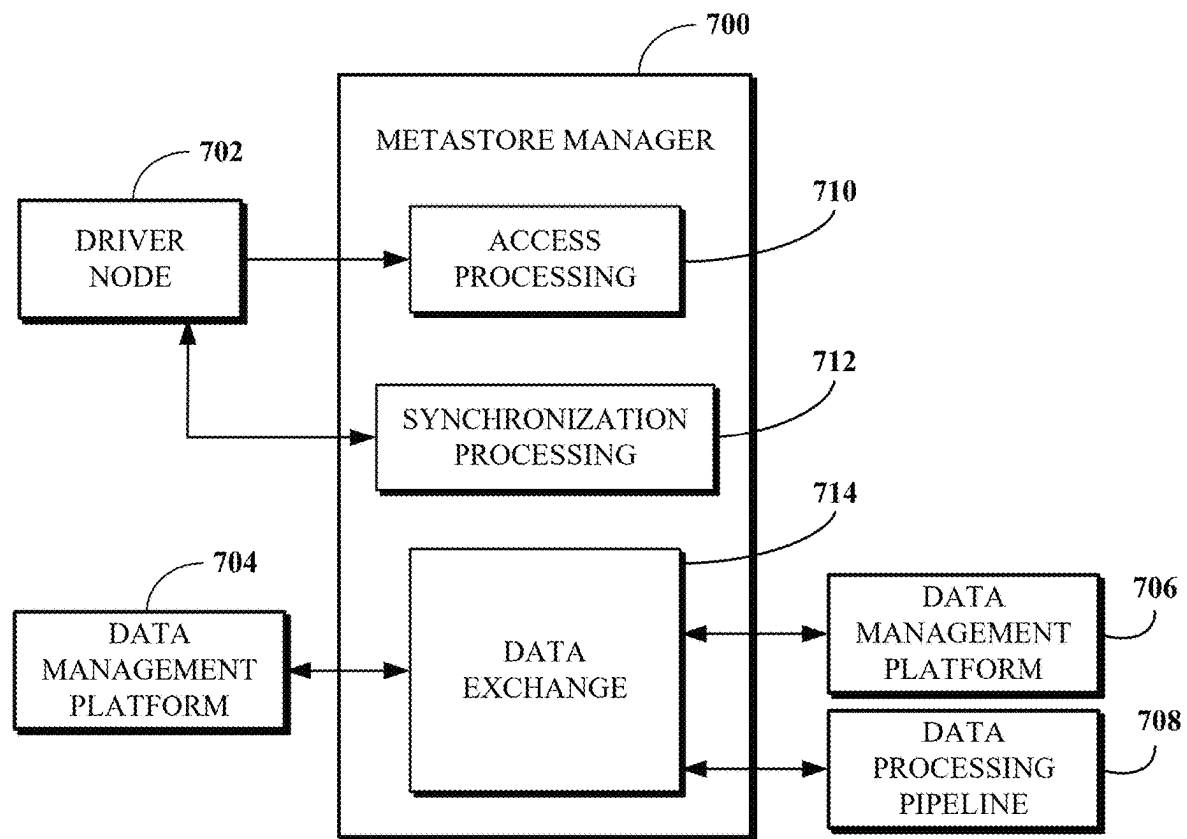 700
METASTORE MANAGER
702
DRIVER
NODE
710
ACCESS
PROCESSING
712
SYNCHRONIZATION
PROCESSING
714
DATA
EXCHANGE
704
DATA
MANAGEMENT
PLATFORM
706
DATA
MANAGEMENT
PLATFORM
708
DATA
PROCESSING
PIPELINE